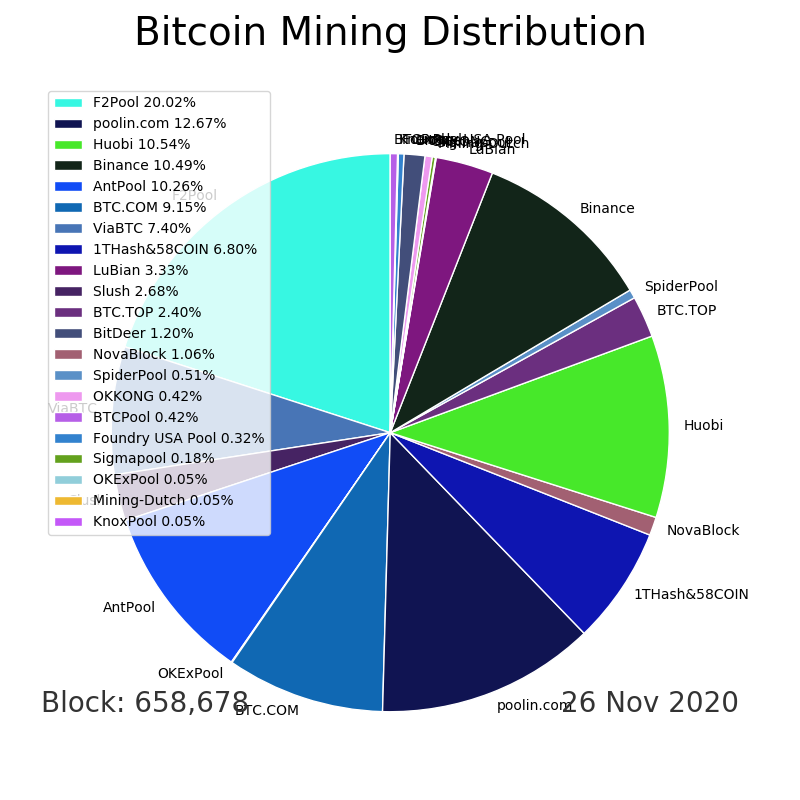 Bitcoin Mining Distribution
F2Pool 20.02%
poolin.com 12.67%
Huobi 10.54%
Binance 10.49%
AntPool 10.26%
BTC.COM 9.15%
ViaBTC 7.40%
1THash&58COIN 6.80%
LuBian 3.33%
Slush 2.68%
BTC.TOP 2.40%
BitDeer 1.20%
NovaBlock 1.06%
SpiderPool 0.51%
OKKONG 0.42%
BTCPool 0.42%
Foundry USA Pool 0.32%
Sigmapool 0.18%
OKExPool 0.05%
Mining-Dutch 0.05%
KnoxPool 0.05%
LuBian
F2Pool
Binance
SpiderPool
BTC.TOP
ViaBTC
Huobi
Slush
NovaBlock
1THash&58COIN
AntPool
OKExPool
BTC.COM
poolin.com
Block: 658,678
26 Nov 2020